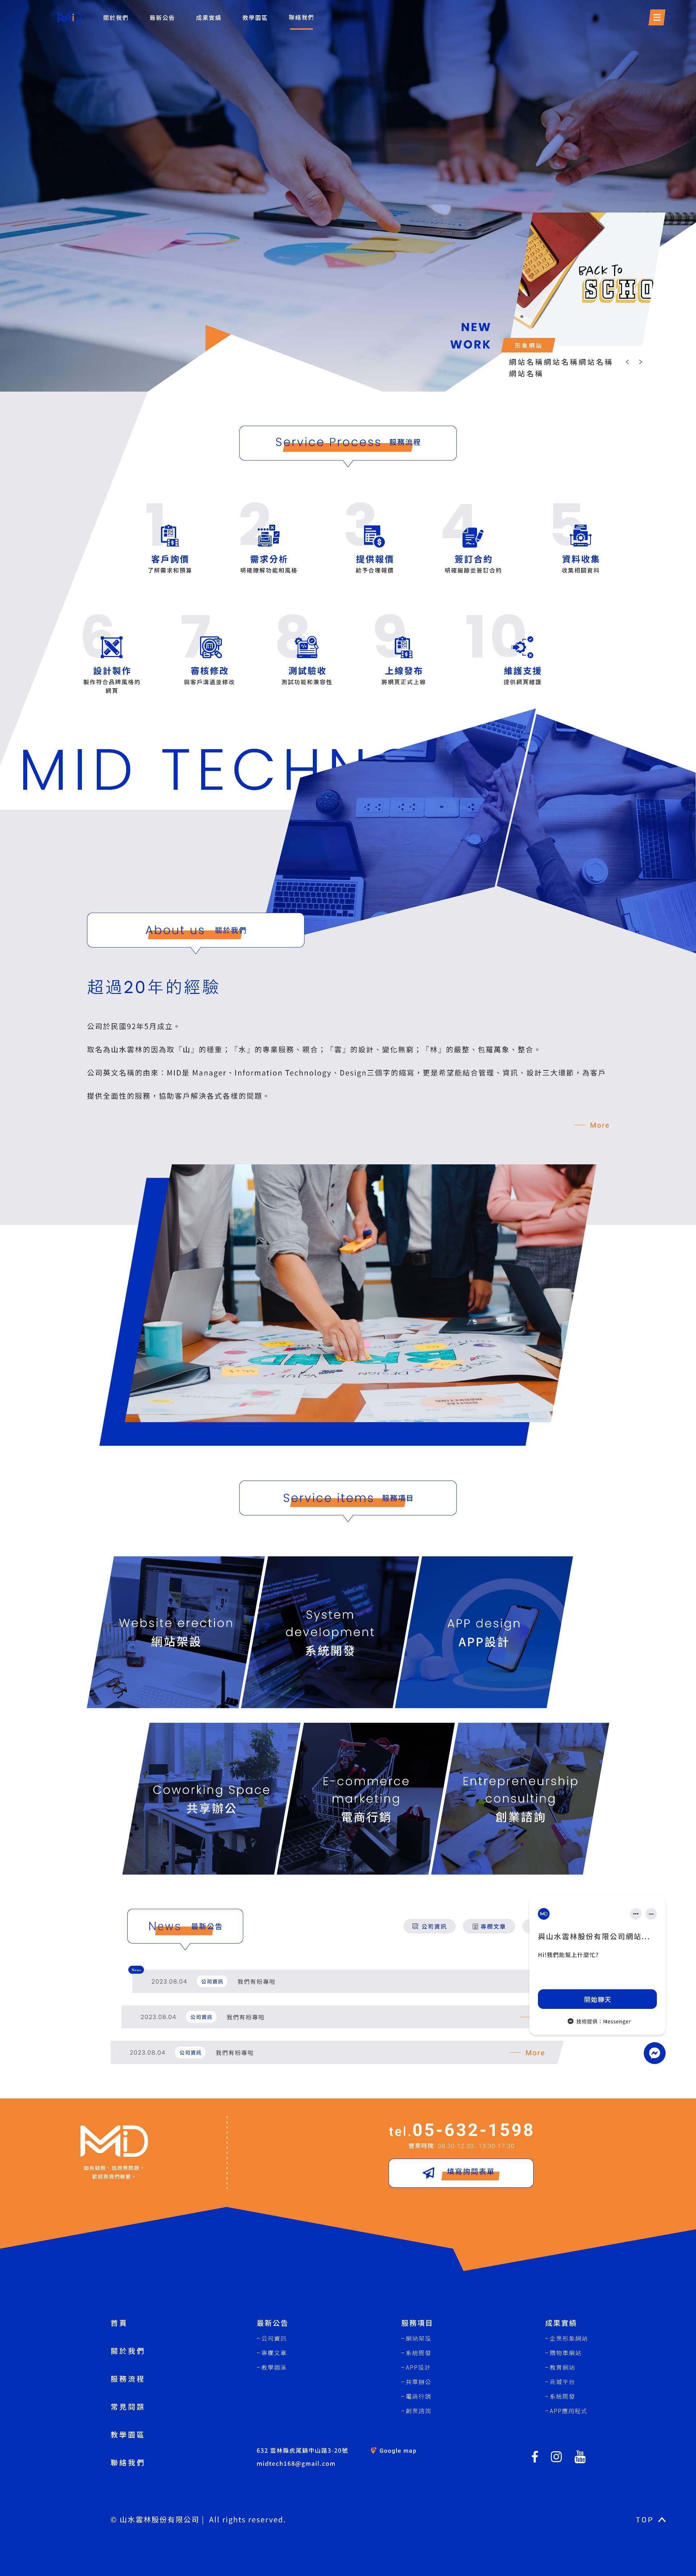 MiD
關於我們
最新公告
成果實績
教學園區
聯絡我們
BACK TO
SCHO
NEW
WORK
形象網站
網站名稱網站名稱網站名稱
網站名稱
< >
Service Process 服務流程
1
客戶詢價
了解需求和預算
2
需求分析
明確瞭解功能和風格
3
提供報價
給予合理報價
4
簽訂合約
明確細節並簽訂合約
5
資料收集
收集相關資料
6
設計製作
製作符合品牌風格的
網頁
7
審核修改
與客戶溝通並修改
8
測試驗收
測試功能和兼容性
9
上線發布
將網頁正式上線
10
維護支援
提供網頁維護
MID TECHN
About us 關於我們
超過20年的經驗
公司於民國92年5月成立。
取名為山水雲林的因為取「山」的穩重；「水」的專業服務、親合；「雲」的設計、變化無窮；「林」的嚴整、包羅萬象、整合。
公司英文名稱的由來：MID是 Manager、Information Technology、Design三個字的縮寫，更是希望能結合管理、資訊、設計三大環節，為客戶
提供全面性的服務，協助客戶解決各式各樣的問題。
More
Service items 服務項目
Website erection
網站架設
System
development
系統開發
APP design
APP設計
Coworking Space
共享辦公
E-commerce
marketing
電商行銷
Entrepreneurship
consulting
創業諮詢
News 最新公告
公司資訊
專欄文章
News
2023.08.04 公司資訊 我們有粉專啦
2023.08.04 公司資訊 我們有粉專啦
2023.08.04 公司資訊 我們有粉專啦
More
MiD
與山水雲林股份有限公司網站...
Hi!我們能幫上什麼忙?
開始聊天
技術提供：Messenger
MiD
如有疑問、諮詢等問題，
歡迎與我們聯繫。
tel.05-632-1598
營業時間 08:30-12:30、13:30-17:30
填寫詢問表單
首頁
關於我們
服務流程
常見問題
教學園區
聯絡我們
最新公告
- 公司資訊
- 專欄文章
- 教學園區
服務項目
- 網站架設
- 系統開發
- APP設計
- 共享辦公
- 電商行銷
- 創業諮詢
成果實績
- 企業形象網站
- 購物車網站
- 教育網站
- 商城平台
- 系統開發
- APP應用程式
632 雲林縣虎尾鎮中山路3-20號
Google map
midtech168@gmail.com
You
Tube
© 山水雲林股份有限公司 | All rights reserved.
TOP